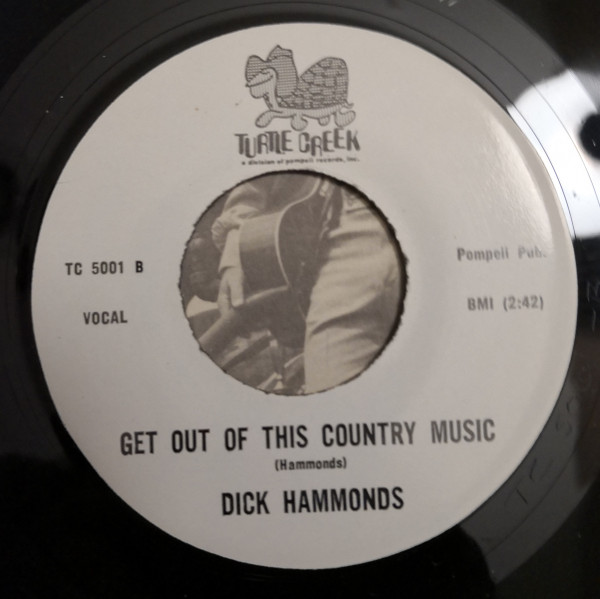 TURTLE CREEK
a division of pompeii records, inc.
TC 5001 B
Pompeii Pub.
VOCAL
BMI (2:42)
GET OUT OF THIS COUNTRY MUSIC
(Hammonds)
DICK HAMMONDS